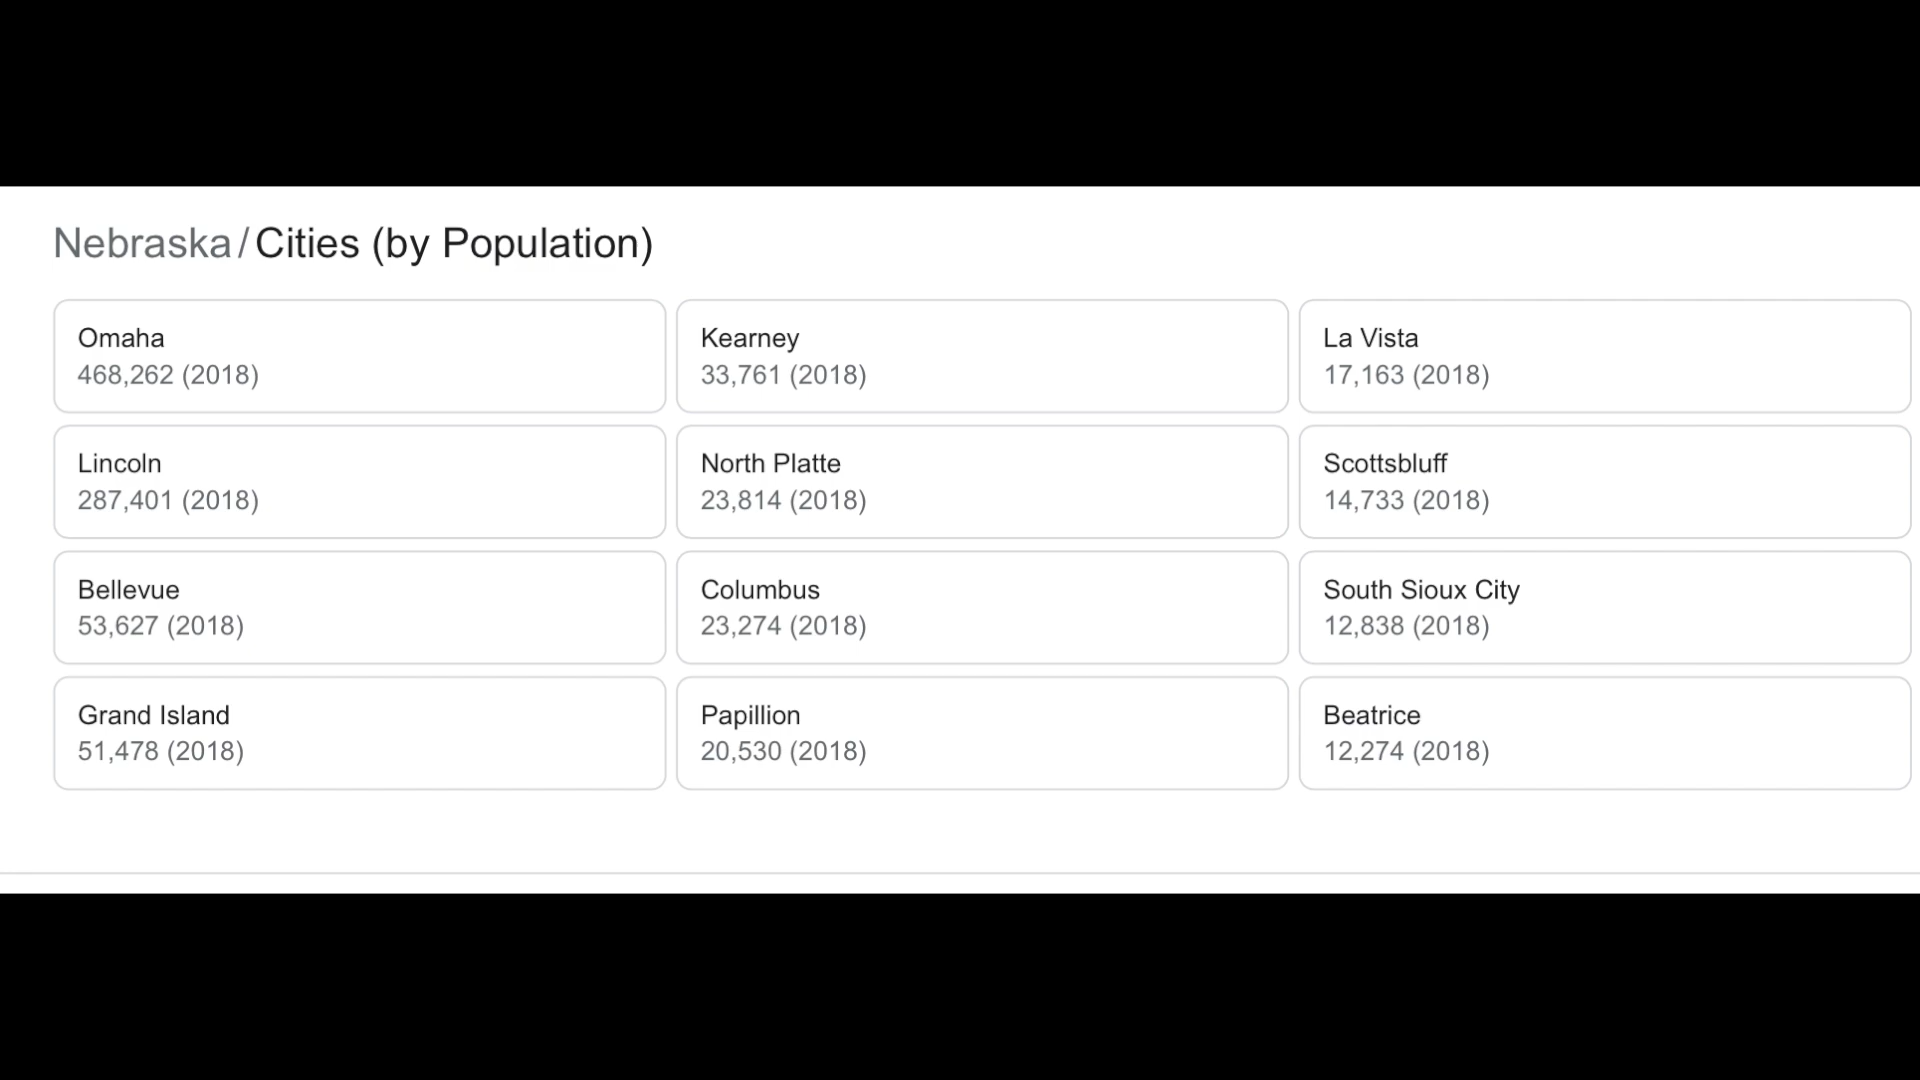 Nebraska/Cities (by Population)
Omaha
468,262 (2018)
Kearney
33,761 (2018)
La Vista
17,163 (2018)
Lincoln
287,401 (2018)
North Platte
23,814 (2018)
Scottsbluff
14,733 (2018)
Bellevue
53,627 (2018)
Columbus
23,274 (2018)
South Sioux City
12,838 (2018)
Grand Island
51,478 (2018)
Papillion
20,530 (2018)
Beatrice
12,274 (2018)